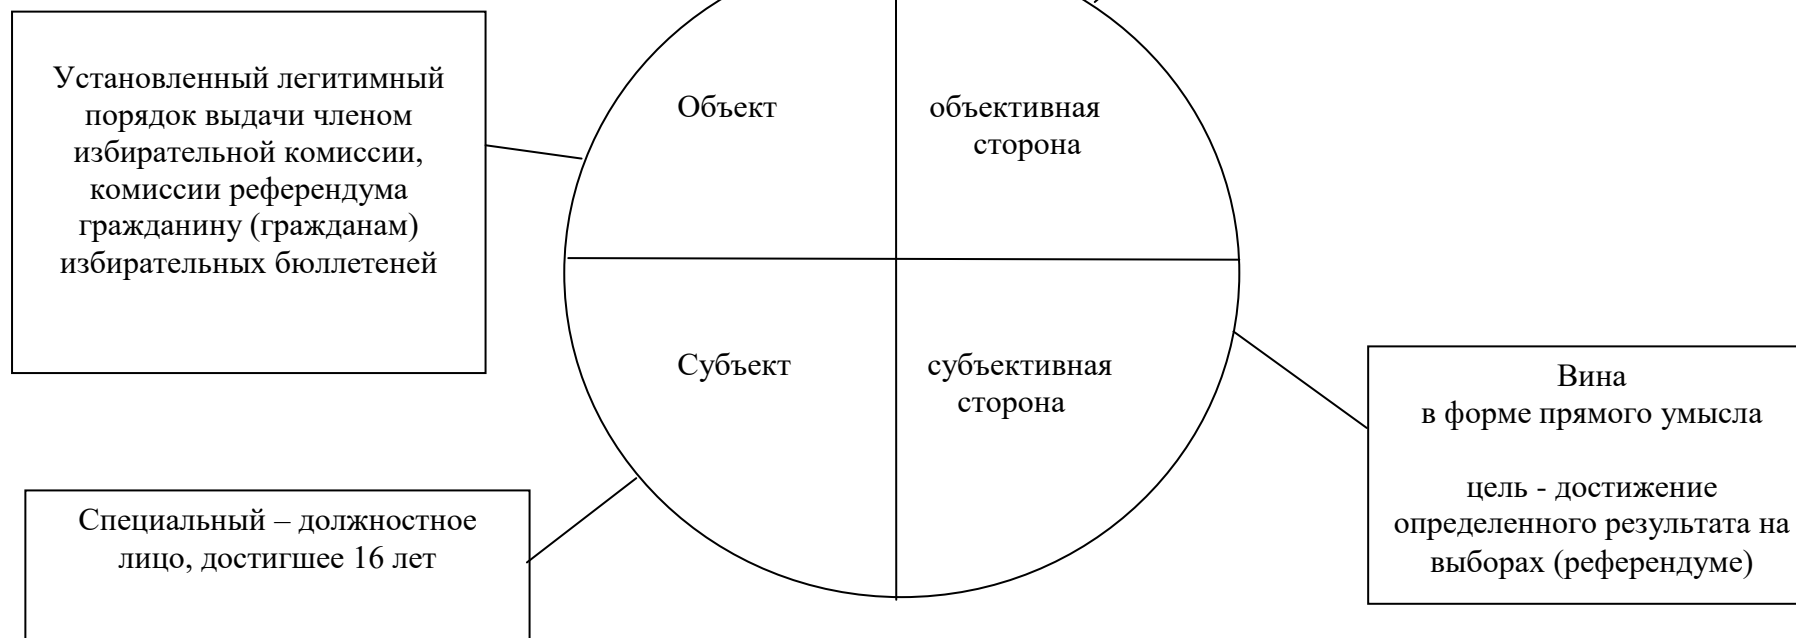 Установленный легитимный
порядок выдачи членом
избирательной комиссии,
комиссии референдума
гражданину (гражданам)
избирательных бюллетеней
Объект
объективная
сторона
Субъект
субъективная
сторона
Вина
в форме прямого умысла
цель - достижение
определенного результата на
выборах (референдуме)
Специальный – должностное
лицо, достигшее 16 лет